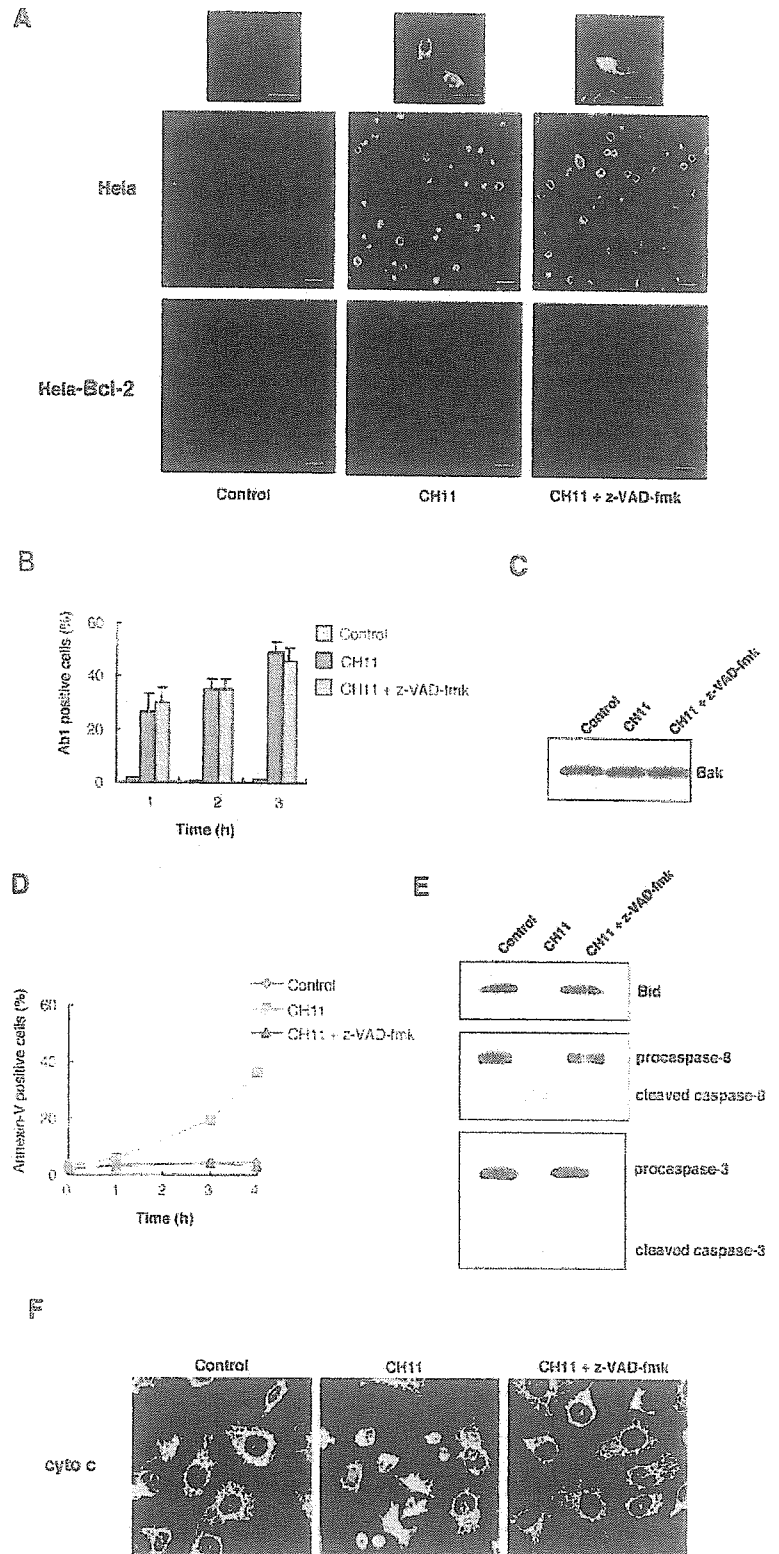 A
Hela
Hela-Bcl-2
Control
CH11
CH11 + z-VAD-fmk
B
Ab1 positive cells (%)
60
40
20
0
1
2
3
Time (h)
Control
CH11
CH11 + z-VAD-fmk
C
Control
CH11
CH11 + z-VAD-fmk
Bak
D
Annexin-V positive cells (%)
60
40
20
0
0
1
2
3
4
Time (h)
Control
CH11
CH11 + z-VAD-fmk
E
Control
CH11
CH11 + z-VAD-fmk
Bid
procaspase-8
cleaved caspase-8
procaspase-3
cleaved caspase-3
F
Control
CH11
CH11 + z-VAD-fmk
cyto c